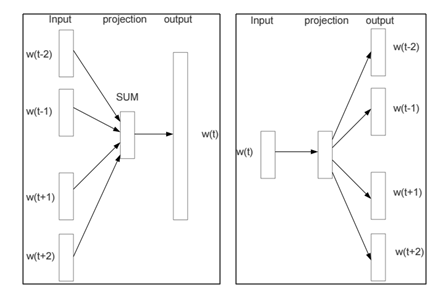 Input projection output
w(t-2)
w(t-1)
SUM
w(t)
w(t+1)
w(t+2)
Input projection output
w(t-2)
w(t-1)
w(t)
w(t+1)
w(t+2)